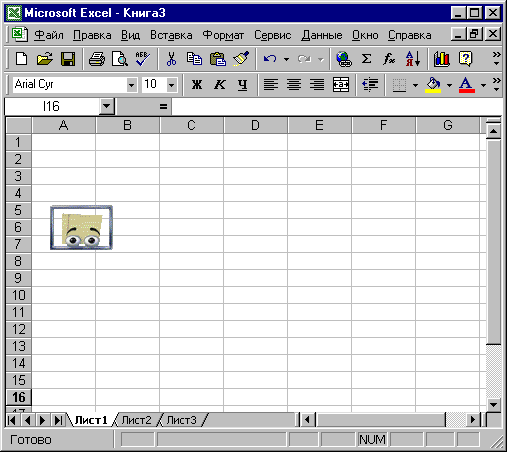 Microsoft Excel - Книга3
Файл Правка Вид Вставка Формат Сервис Данные Окно Справка
ABC
Σ fx А Я
Arial Cyr 10 Ж К Ч A
I16 =
A B C D E F G
1
2
3
4
5
6
7
8
9
10
11
12
13
14
15
16
17
Лист1 Лист2 Лист3
Готово NUM